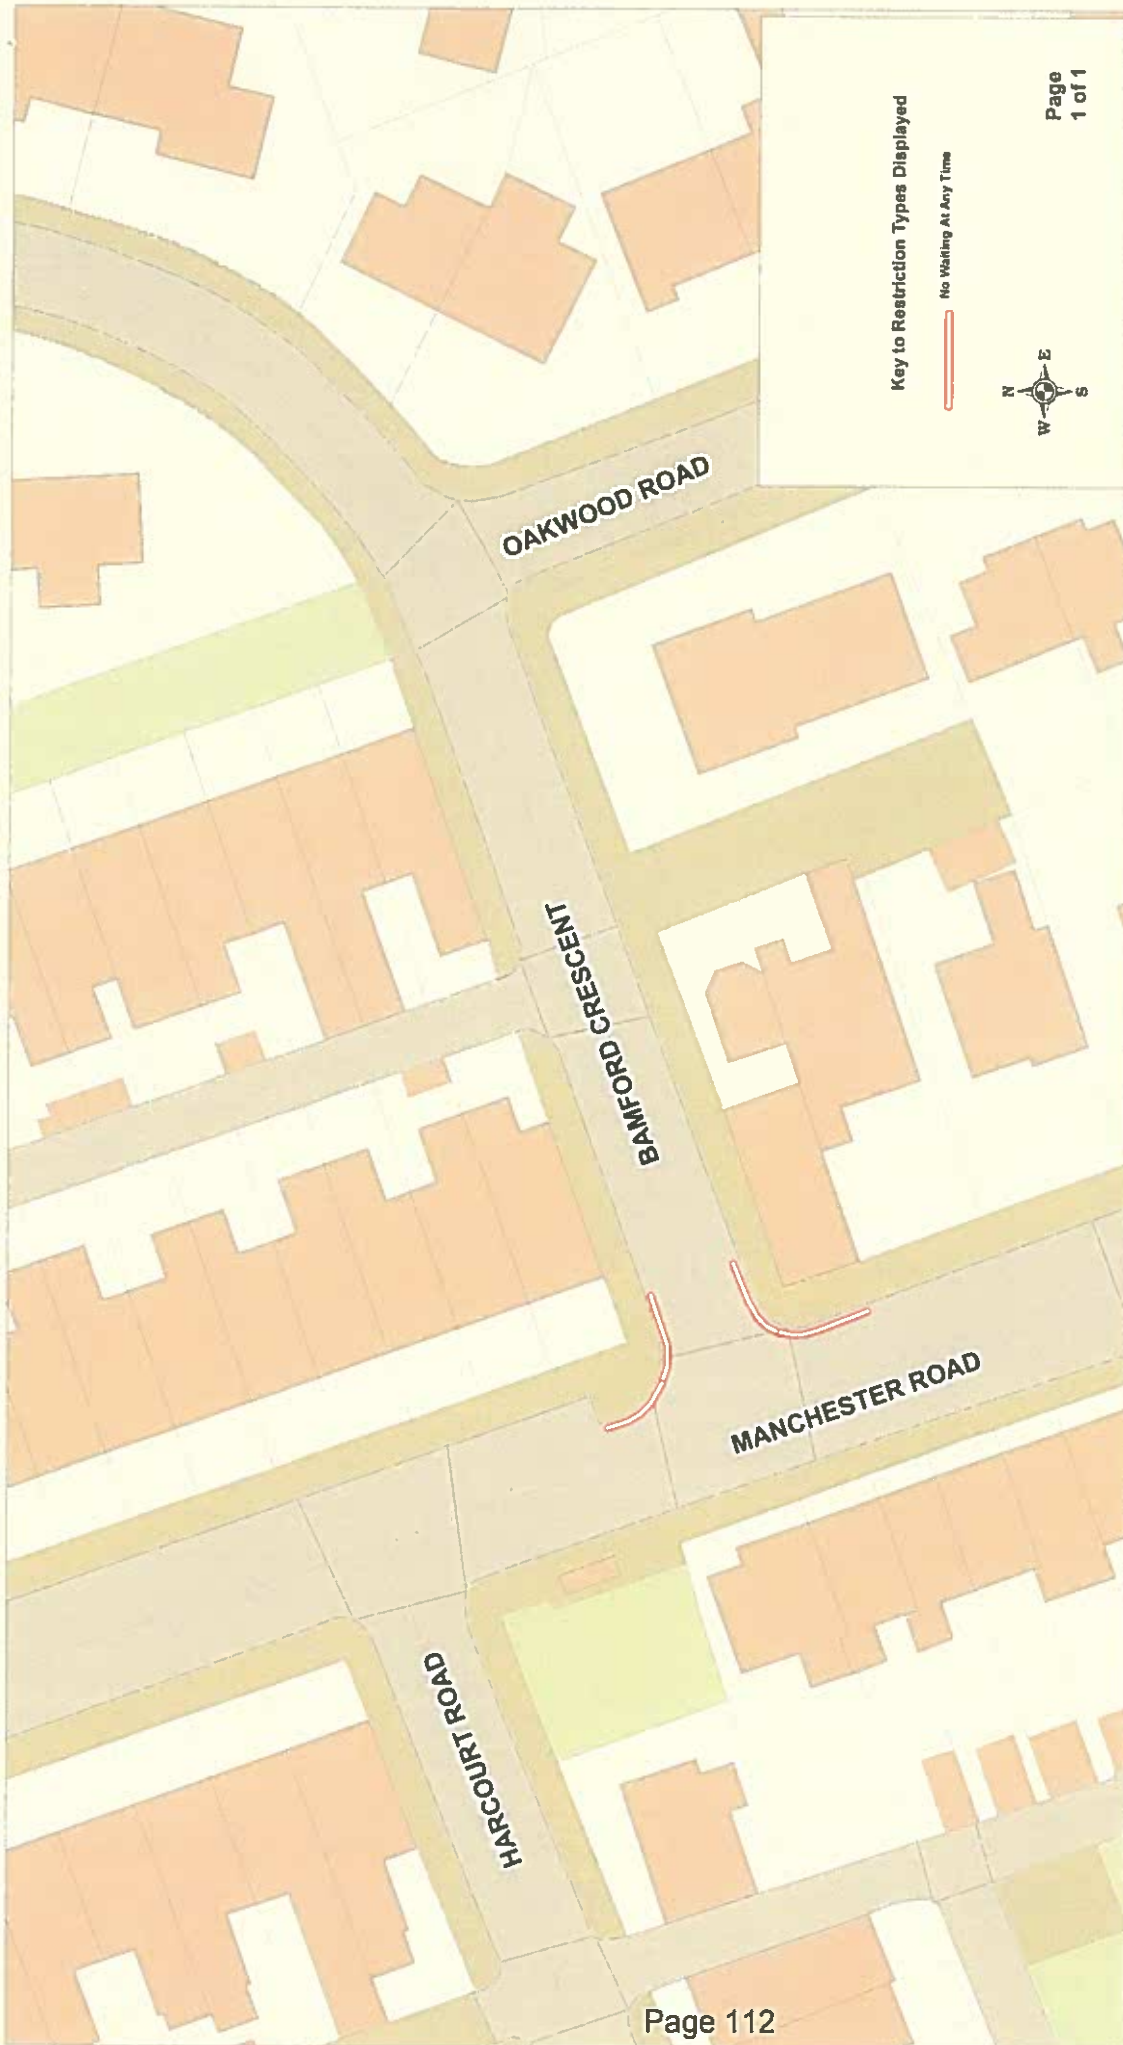 OAKWOOD ROAD
BAMFORD CRESCENT
MANCHESTER ROAD
HARCOURT ROAD
Key to Restriction Types Displayed
No Waiting At Any Time
N
W E
S
Page
1 of 1
Page 112